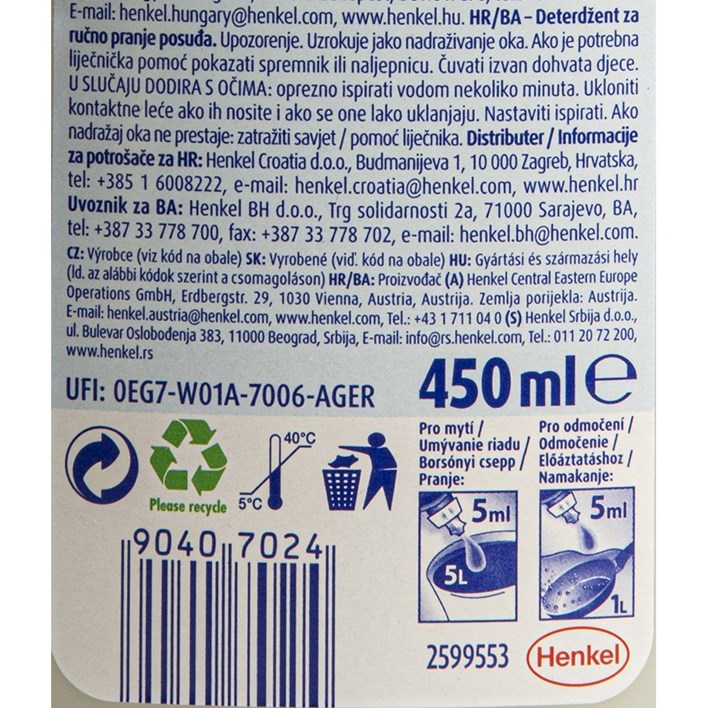 E-mail: henkel.hungary@henkel.com, www.henkel.hu. HR/BA – Deterdžent za
ručno pranje posuđa. Upozorenje. Uzrokuje jako nadraživanje oka. Ako je potrebna
liječnička pomoć pokazati spremnik ili naljepnicu. Čuvati izvan dohvata djece.
U SLUČAJU DODIRA S OČIMA: oprezno ispirati vodom nekoliko minuta. Ukloniti
kontaktne leće ako ih nosite i ako se one lako uklanjaju. Nastaviti ispirati. Ako
nadražaj oka ne prestaje: zatražiti savjet / pomoć liječnika. Distributer / Informacije
za potrošače za HR: Henkel Croatia d.o.o., Budmanijeva 1, 10 000 Zagreb, Hrvatska,
tel: +385 1 6008222, e-mail: henkel.croatia@henkel.com, www.henkel.hr
Uvoznik za BA: Henkel BH d.o.o., Trg solidarnosti 2a, 71000 Sarajevo, BA,
tel: +387 33 778 700, fax: +387 33 778 702, e-mail: henkel.bh@henkel.com.
CZ: Výrobce (viz kód na obale) SK: Vyrobené (viď. kód na obale) HU: Gyártási és származási hely
(ld. az alábbi kódok szerint a csomagoláson) HR/BA: Proizvođač (A) Henkel Central Eastern Europe
Operations GmbH, Erdbergstr. 29, 1030 Vienna, Austria, Austrija. Zemlja porijekla: Austrija.
E-mail: henkel.austria@henkel.com, www.henkel.com, Tel.: +43 1 711 04 0 (S) Henkel Srbija d.o.o.,
ul. Bulevar Oslobođenja 383, 11000 Beograd, Srbija, E-mail: info@rs.henkel.com, Tel.: 011 20 72 200,
www.henkel.rs
UFI: 0EG7-W01A-7006-AGER
450 ml e
Please recycle
5°C
40°C
Pro mytí /
Umývanie riadu /
Borsónyi csepp /
Pranje:
5ml
5L
Pro odmočení /
Odmočenie /
Előáztatáshoz /
Namakanje:
5ml
1L
9040 7024
2599553
Henkel